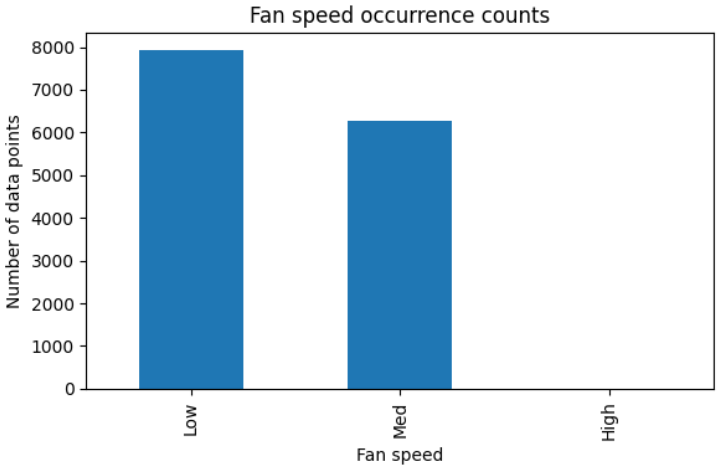 Fan speed occurrence counts
Number of data points
8000
7000
6000
5000
4000
3000
2000
1000
0
Low
Med
High
Fan speed